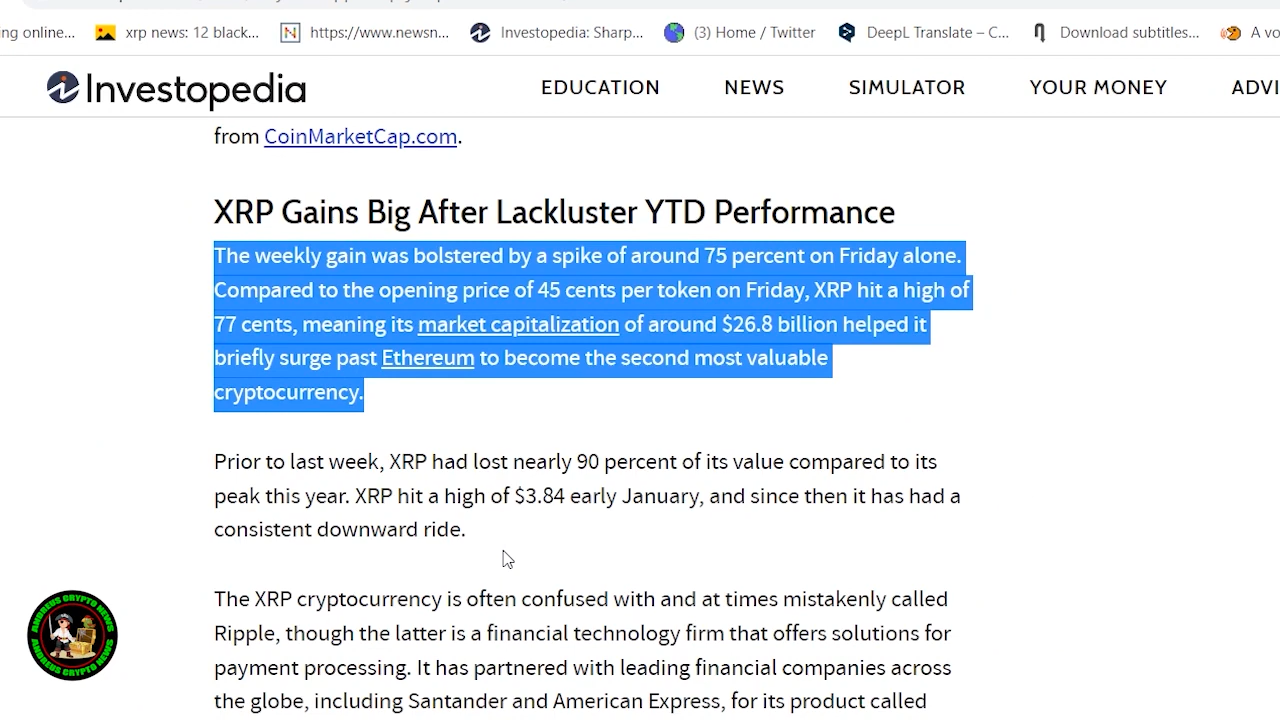 ing online... xrp news: 12 black... https://www.newsn... Investopedia: Sharp... (3) Home / Twitter DeepL Translate – C... Download subtitles... A vo
Investopedia EDUCATION NEWS SIMULATOR YOUR MONEY ADVI
from CoinMarketCap.com.
XRP Gains Big After Lackluster YTD Performance
The weekly gain was bolstered by a spike of around 75 percent on Friday alone.
Compared to the opening price of 45 cents per token on Friday, XRP hit a high of
77 cents, meaning its market capitalization of around $26.8 billion helped it
briefly surge past Ethereum to become the second most valuable
cryptocurrency.
Prior to last week, XRP had lost nearly 90 percent of its value compared to its
peak this year. XRP hit a high of $3.84 early January, and since then it has had a
consistent downward ride.
The XRP cryptocurrency is often confused with and at times mistakenly called
Ripple, though the latter is a financial technology firm that offers solutions for
payment processing. It has partnered with leading financial companies across
the globe, including Santander and American Express, for its product called
ANDREUS CRYPTO NEWS
ANDREUS CRYPTO NEWS